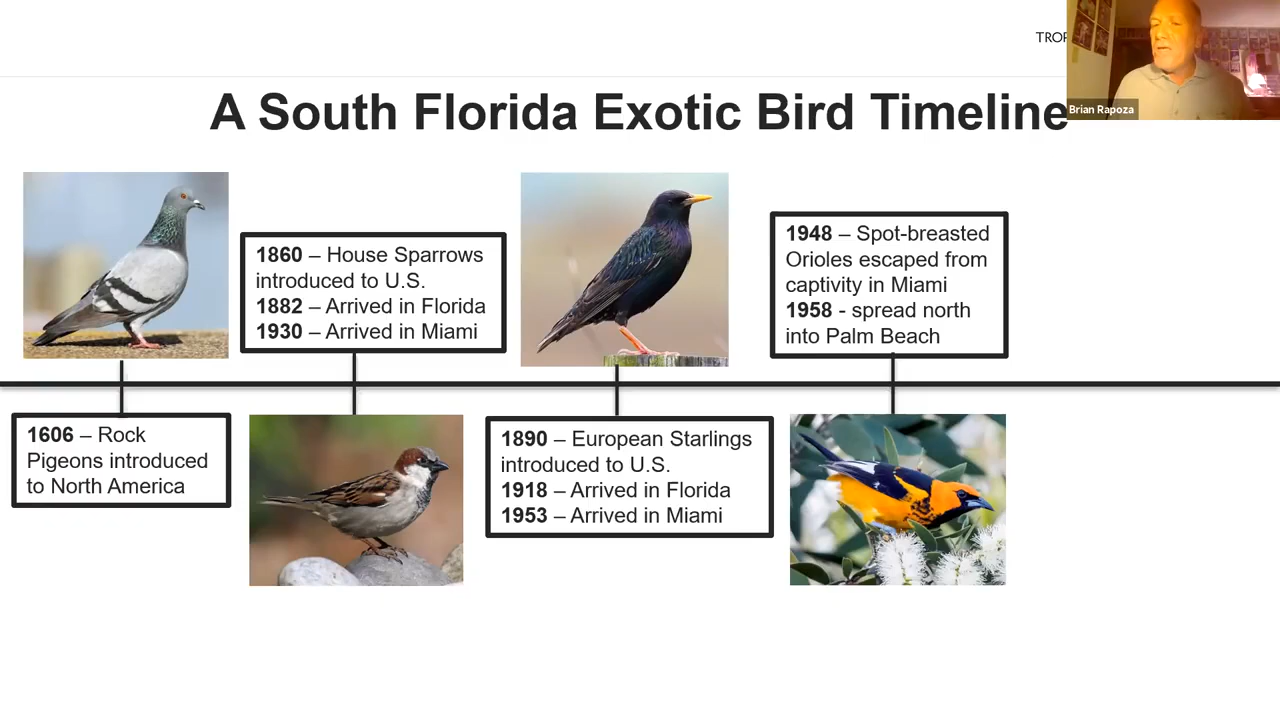 TROP
Brian Rapoza
A South Florida Exotic Bird Timeline
1860 – House Sparrows
introduced to U.S.
1882 – Arrived in Florida
1930 – Arrived in Miami
1948 – Spot-breasted
Orioles escaped from
captivity in Miami
1958 - spread north
into Palm Beach
1606 – Rock
Pigeons introduced
to North America
1890 – European Starlings
introduced to U.S.
1918 – Arrived in Florida
1953 – Arrived in Miami